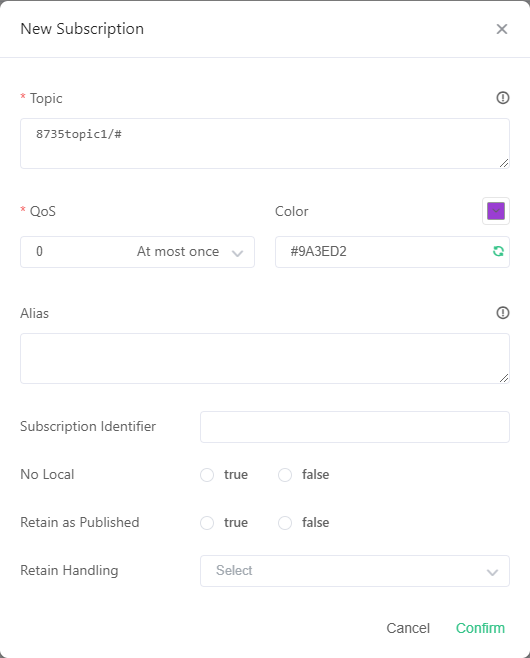 New Subscription
* Topic
8735topic1/#
* QoS
Color
0 At most once
#9A3ED2
Alias
Subscription Identifier
No Local true false
Retain as Published true false
Retain Handling Select
Cancel Confirm